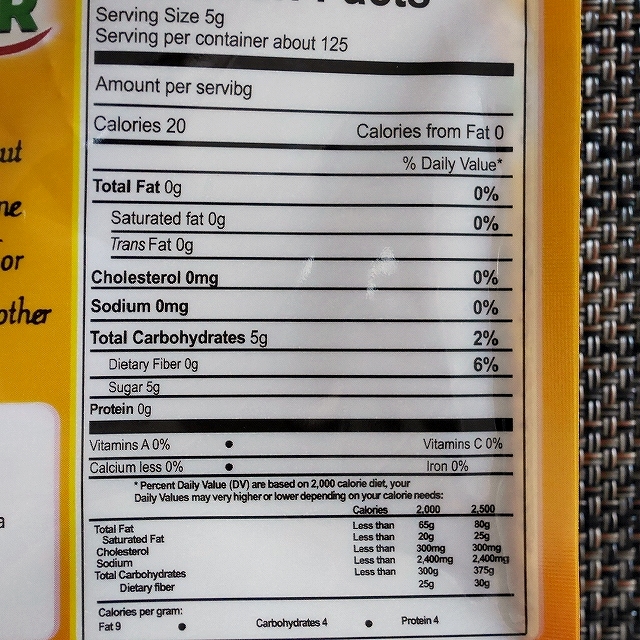 R
ut
ne
or
other
a
Facts
Serving Size 5g
Serving per container about 125
Amount per servibg
Calories 20 Calories from Fat 0
% Daily Value*
Total Fat 0g 0%
Saturated fat 0g 0%
Trans Fat 0g
Cholesterol 0mg 0%
Sodium 0mg 0%
Total Carbohydrates 5g 2%
Dietary Fiber 0g 6%
Sugar 5g
Protein 0g
Vitamins A 0% • Vitamins C 0%
Calcium less 0% • Iron 0%
* Percent Daily Value (DV) are based on 2,000 calorie diet, your
Daily Values may very higher or lower depending on your calorie needs:
Calories 2,000 2,500
Total Fat Less than 65g 80g
Saturated Fat Less than 20g 25g
Cholesterol Less than 300mg 300mg
Sodium Less than 2,400mg 2,400mg
Total Carbohydrates Less than 300g 375g
Dietary fiber 25g 30g
Calories per gram:
Fat 9 • Carbohydrates 4 • Protein 4